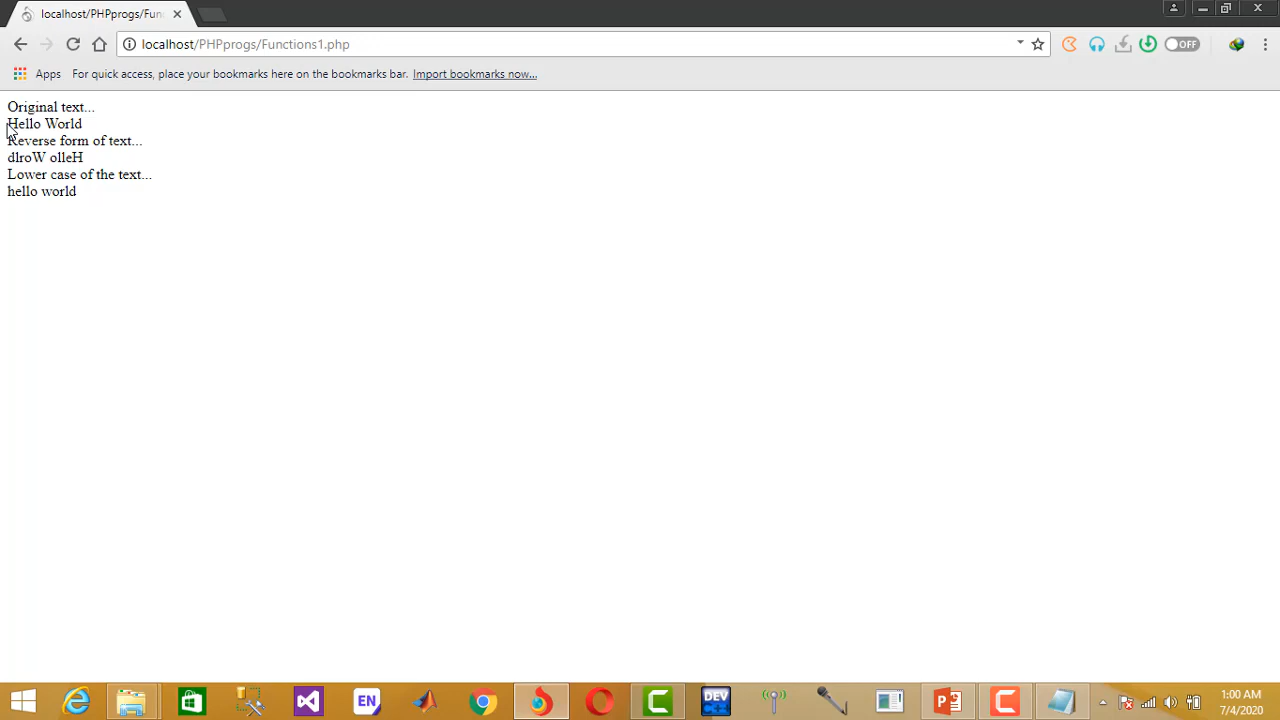 localhost/PHPprogs/Fun
localhost/PHPprogs/Functions1.php
OFF
Apps For quick access, place your bookmarks here on the bookmarks bar. Import bookmarks now...
Original text...
Hello World
Reverse form of text...
dlroW olleH
Lower case of the text...
hello world
EN
DEV
C++
1:00 AM
7/4/2020